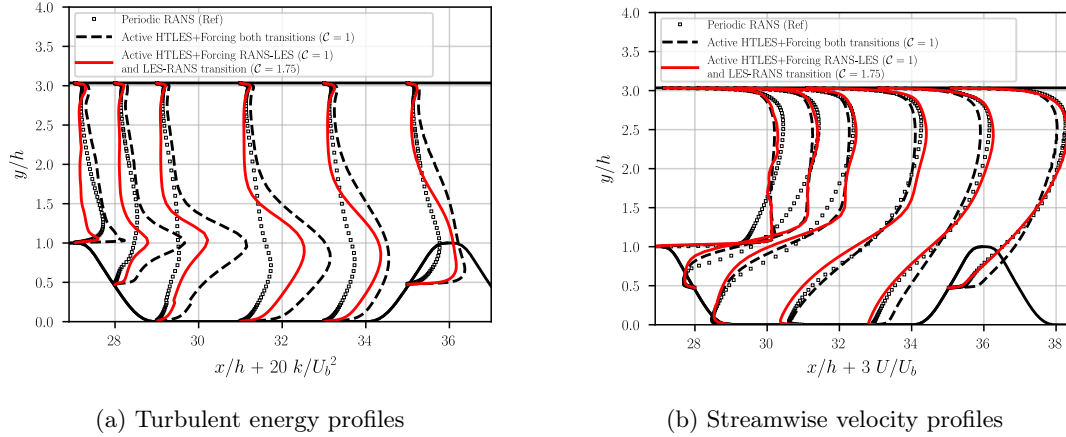 4.0
3.5
3.0
2.5
2.0
1.5
1.0
0.5
0.0
y/h
Periodic RANS (Ref)
Active HTLES+Forcing both transitions (𝒞 = 1)
Active HTLES+Forcing RANS-LES (𝒞 = 1)
and LES-RANS transition (𝒞 = 1.75)
28 30 32 34 36
x/h + 20 k/U_b²
(a) Turbulent energy profiles
4.0
3.5
3.0
2.5
2.0
1.5
1.0
0.5
0.0
y/h
Periodic RANS (Ref)
Active HTLES+Forcing both transitions (𝒞 = 1)
Active HTLES+Forcing RANS-LES (𝒞 = 1)
and LES-RANS transition (𝒞 = 1.75)
28 30 32 34 36 38
x/h + 3 U/U_b
(b) Streamwise velocity profiles